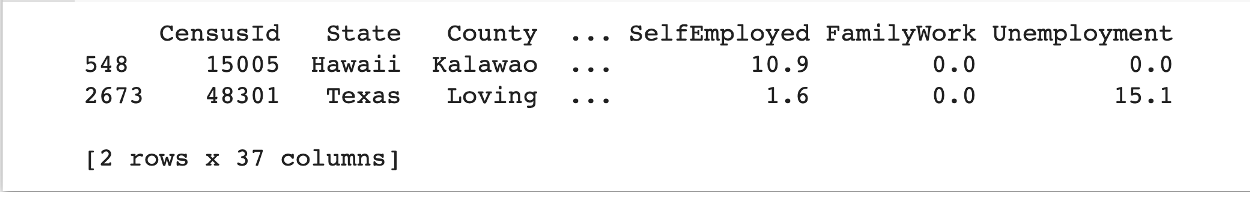 CensusId State County ... SelfEmployed FamilyWork Unemployment
548 15005 Hawaii Kalawao ... 10.9 0.0 0.0
2673 48301 Texas Loving ... 1.6 0.0 15.1
[2 rows x 37 columns]